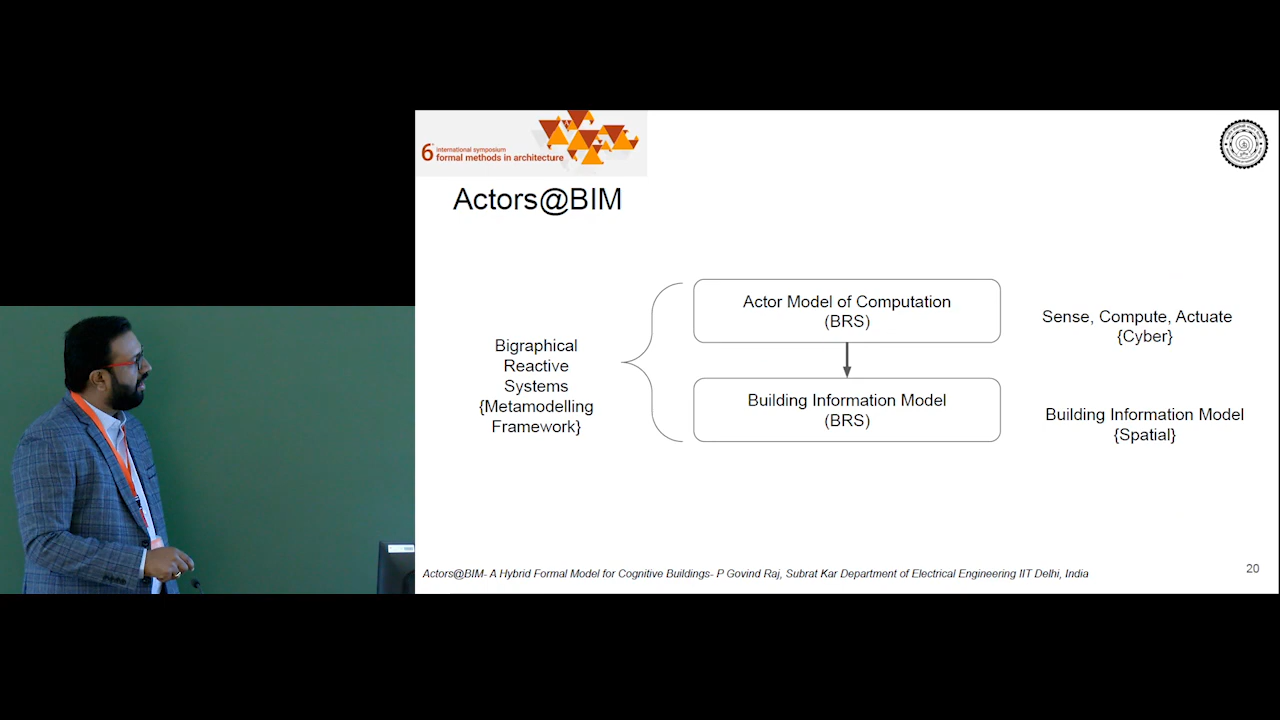 6th international symposium
formal methods in architecture
Actors@BIM
Bigraphical
Reactive
Systems
{Metamodelling
Framework}
Actor Model of Computation
(BRS)
Building Information Model
(BRS)
Sense, Compute, Actuate
{Cyber}
Building Information Model
{Spatial}
Actors@BIM- A Hybrid Formal Model for Cognitive Buildings- P Govind Raj, Subrat Kar Department of Electrical Engineering IIT Delhi, India
20